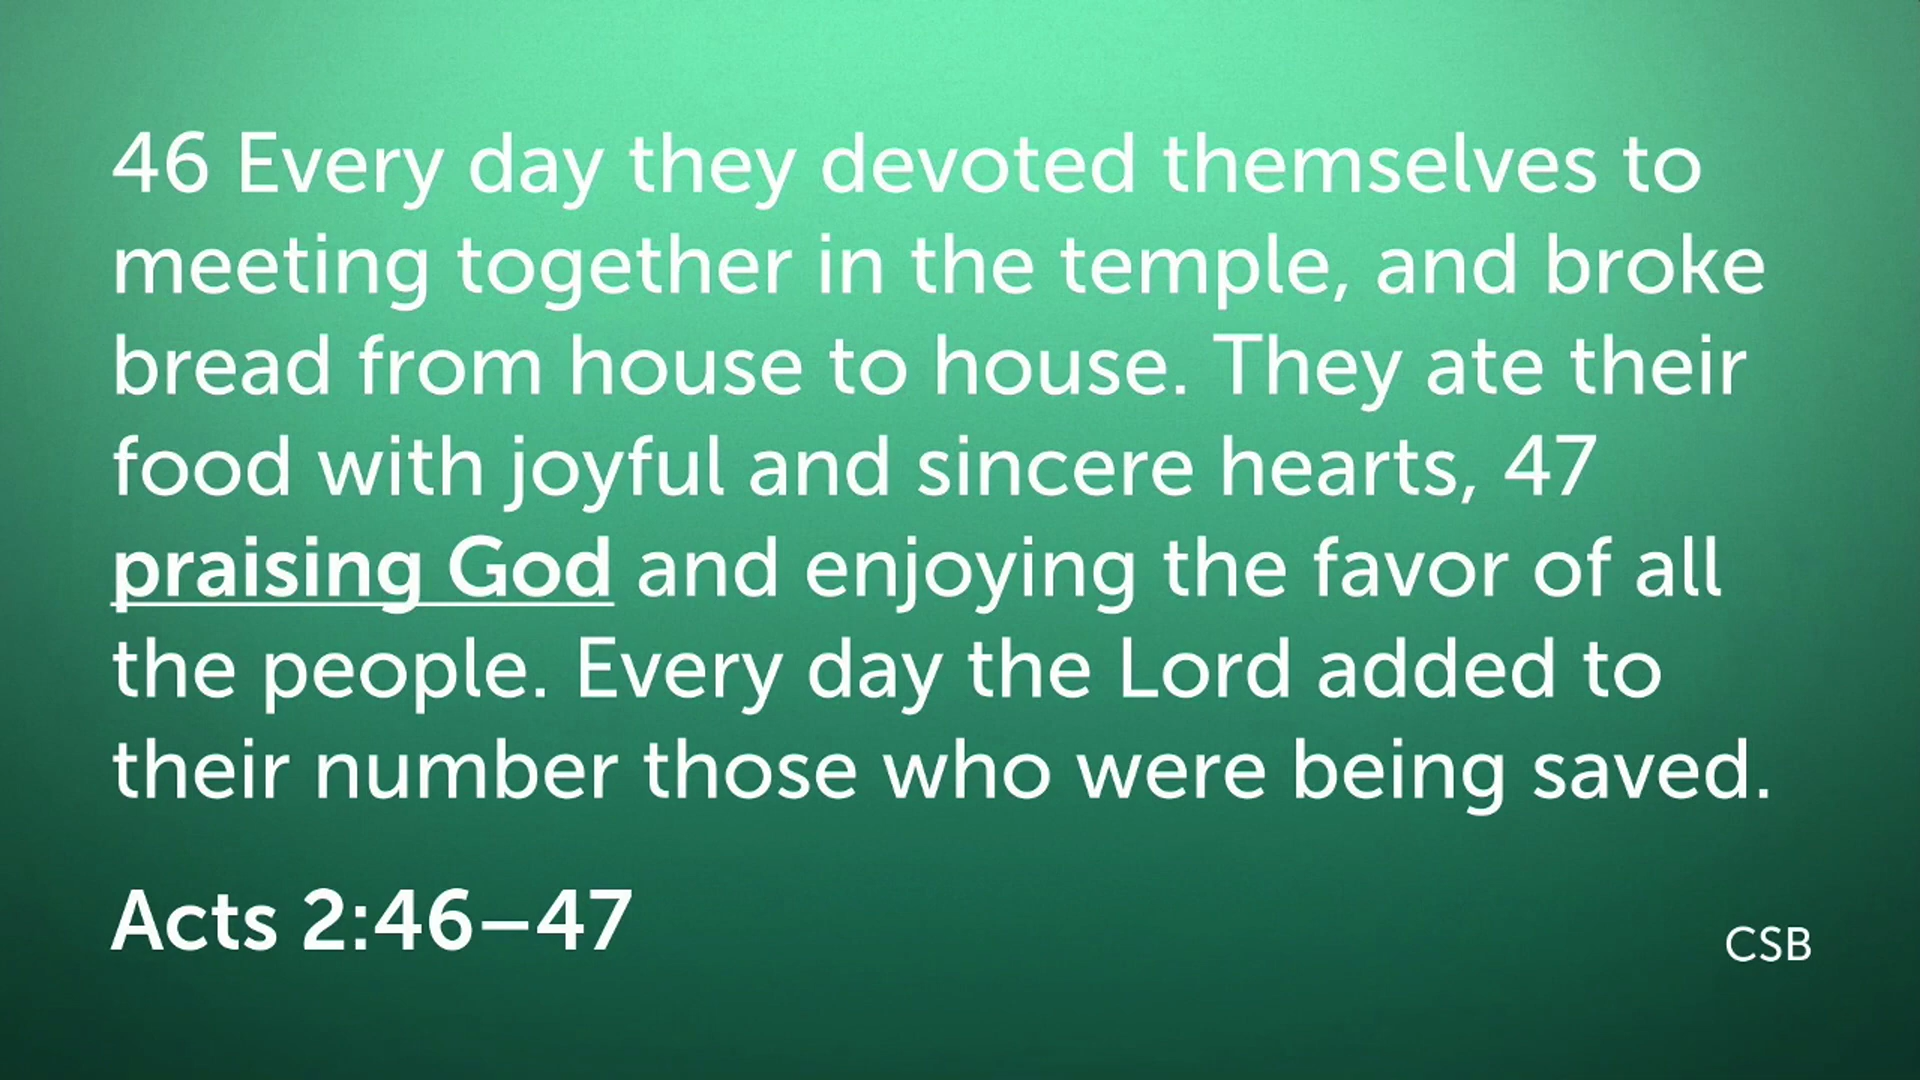 46 Every day they devoted themselves to
meeting together in the temple, and broke
bread from house to house. They ate their
food with joyful and sincere hearts, 47
praising God and enjoying the favor of all
the people. Every day the Lord added to
their number those who were being saved.
Acts 2:46–47
CSB